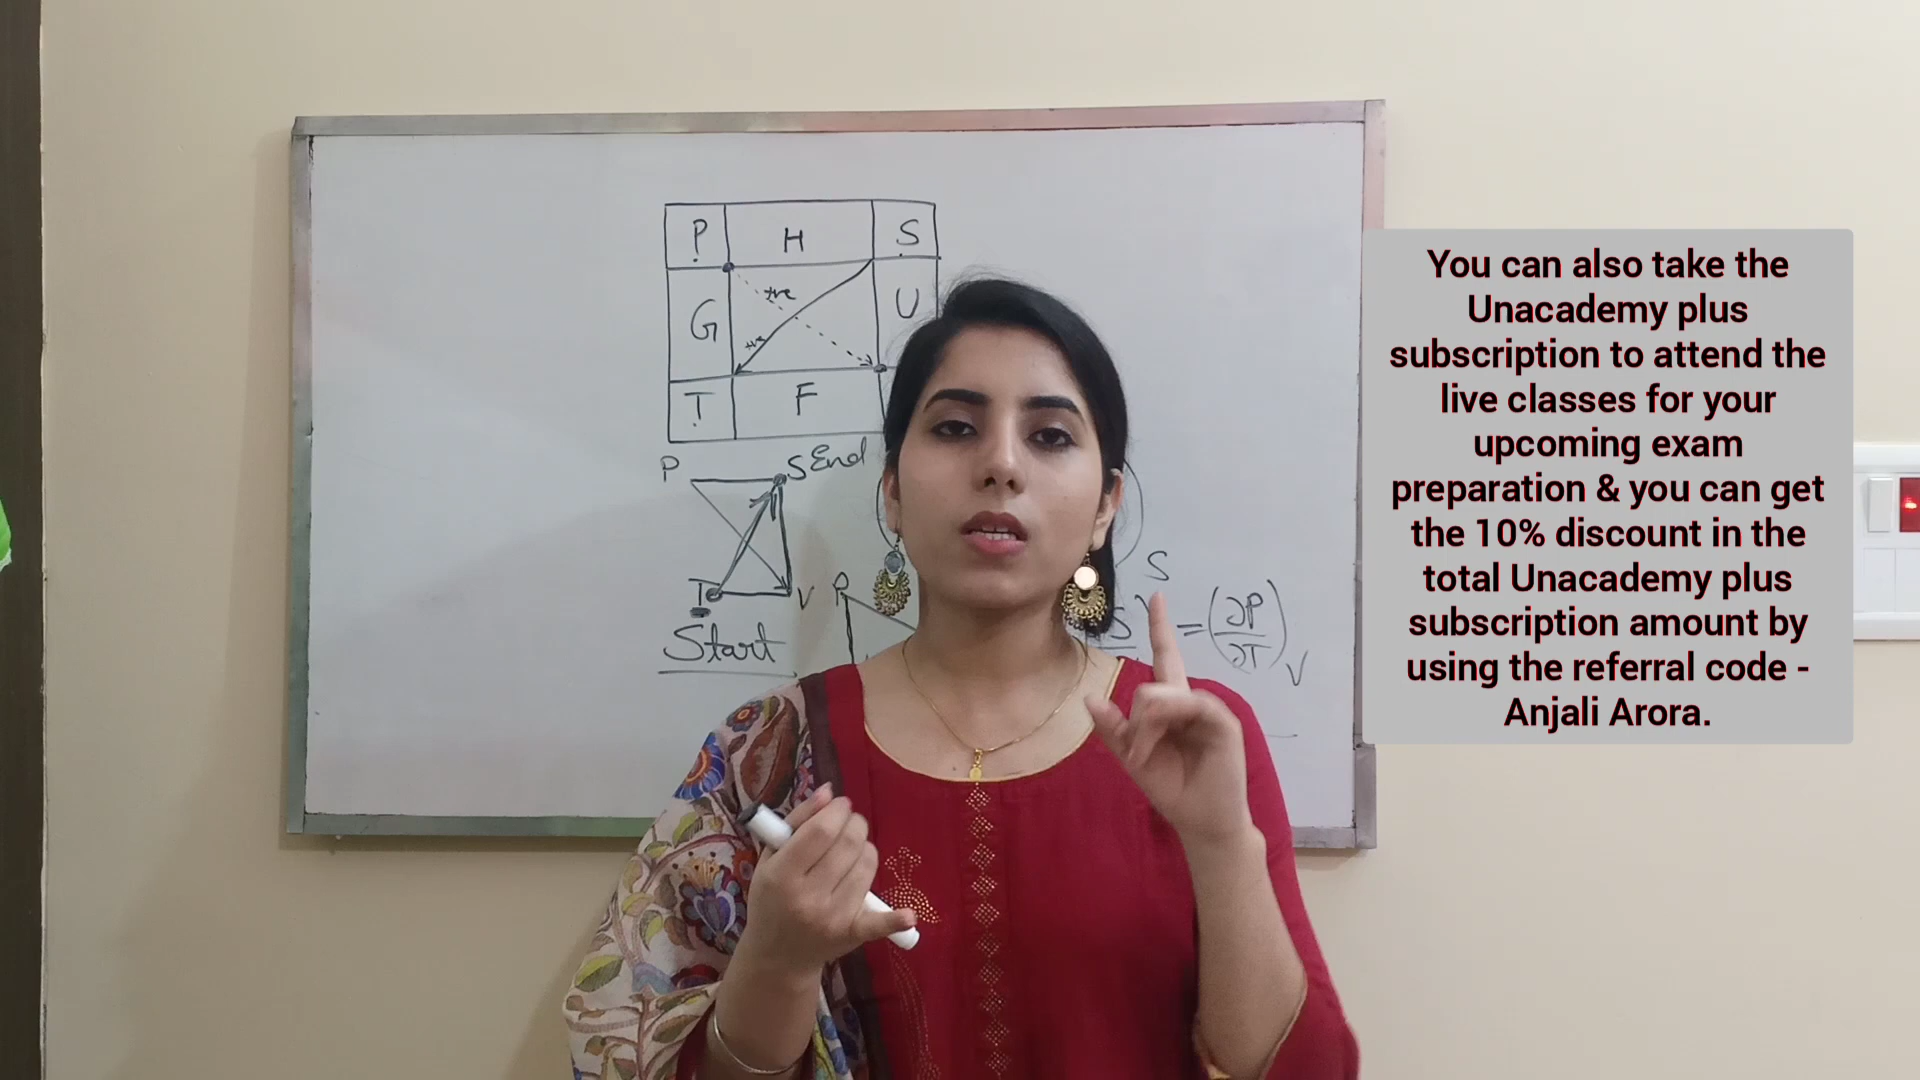 P H S
+ve
G U
+ve
T F
P S End
T V
Start
P
S
S) = (∂P
∂T)V
You can also take the
Unacademy plus
subscription to attend the
live classes for your
upcoming exam
preparation & you can get
the 10% discount in the
total Unacademy plus
subscription amount by
using the referral code -
Anjali Arora.